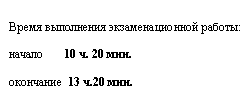 Время выполнения экзаменационной работы:
начало 10 ч. 20 мин.
окончание 13 ч.20 мин.